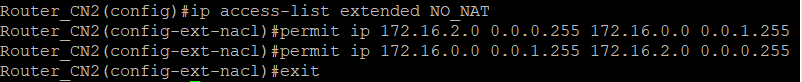 Router_CN2(config)#ip access-list extended NO_NAT
Router_CN2(config-ext-nacl)#permit ip 172.16.2.0 0.0.0.255 172.16.0.0 0.0.1.255
Router_CN2(config-ext-nacl)#permit ip 172.16.0.0 0.0.1.255 172.16.2.0 0.0.0.255
Router_CN2(config-ext-nacl)#exit